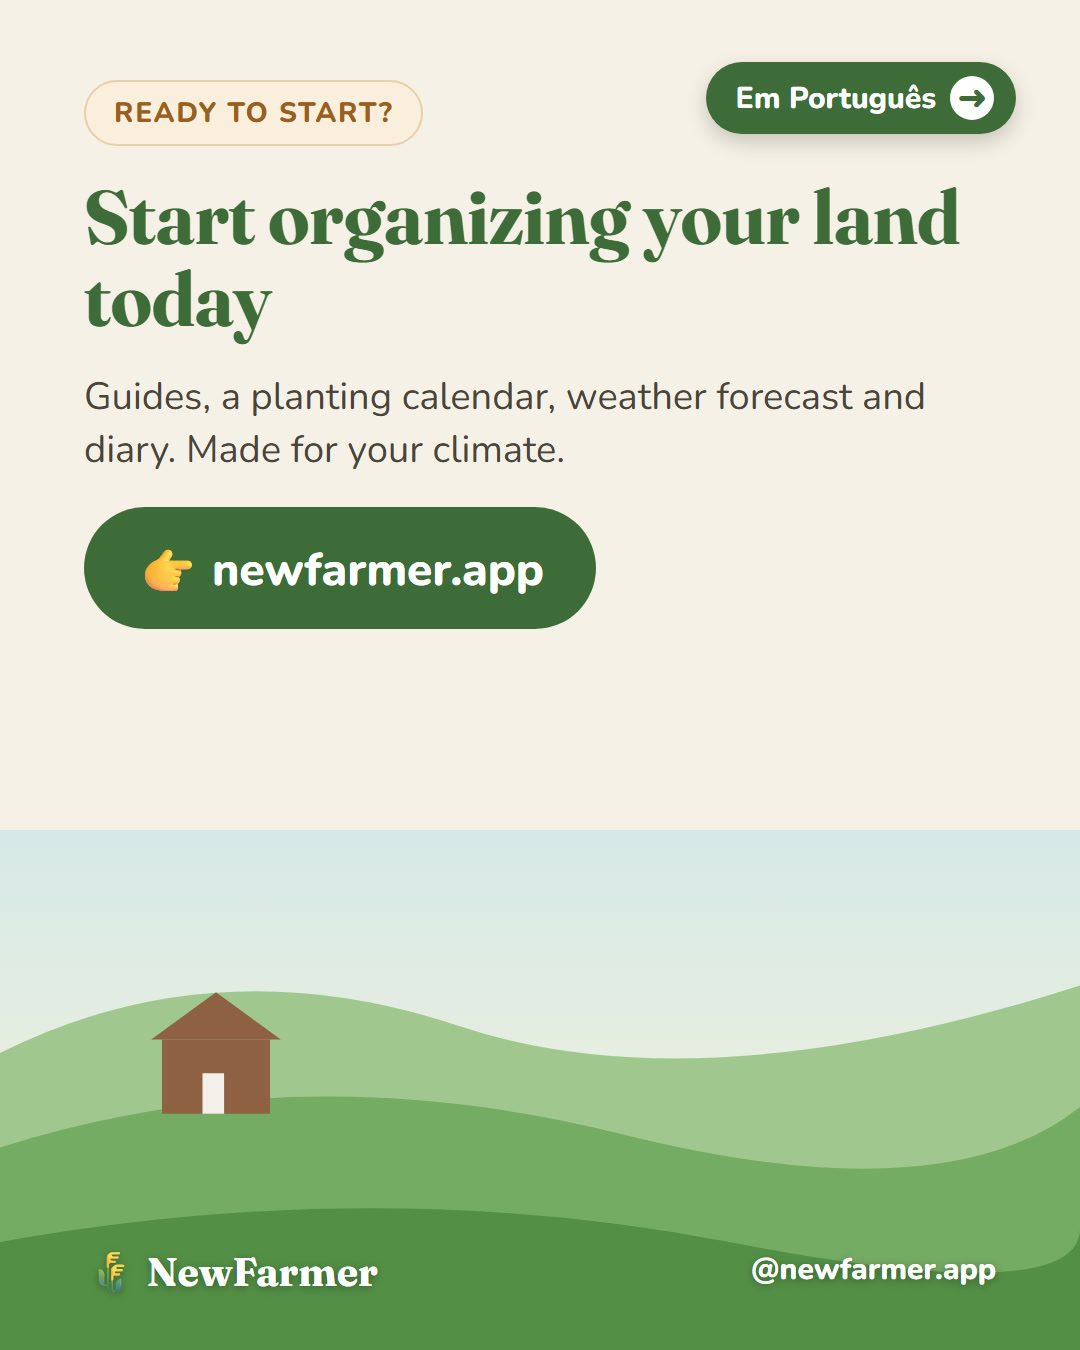 READY TO START?
Em Português ➜
Start organizing your land
today
Guides, a planting calendar, weather forecast and
diary. Made for your climate.
👉 newfarmer.app
NewFarmer
@newfarmer.app